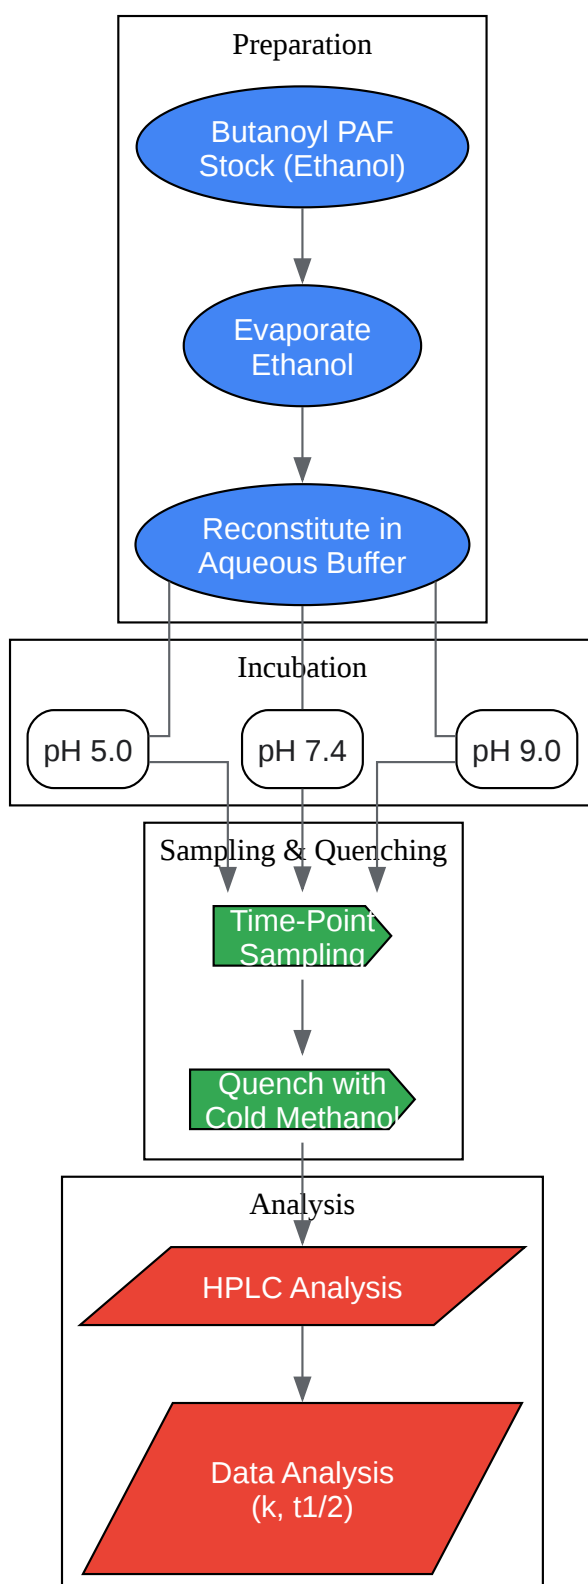 Preparation
Butanoyl PAF
Stock (Ethanol)
Evaporate
Ethanol
Reconstitute in
Aqueous Buffer
Incubation
pH 5.0
pH 7.4
pH 9.0
Sampling & Quenching
Time-Point
Sampling
Quench with
Cold Methanol
Analysis
HPLC Analysis
Data Analysis
(k, t1/2)